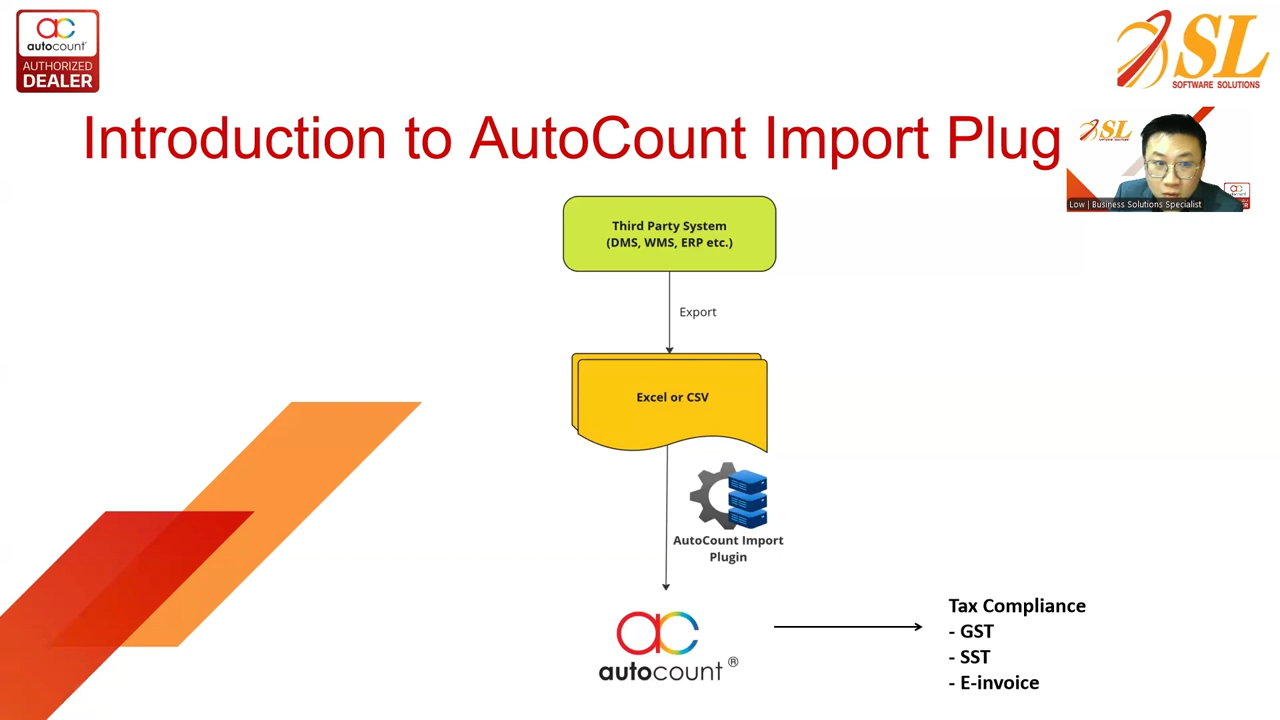 autocount®
AUTHORIZED
DEALER
SL
SOFTWARE SOLUTIONS
Introduction to AutoCount Import Plug
SL
Low | Business Solutions Specialist
Third Party System
(DMS, WMS, ERP etc.)
Export
Excel or CSV
AutoCount Import
Plugin
autocount®
Tax Compliance
- GST
- SST
- E-invoice